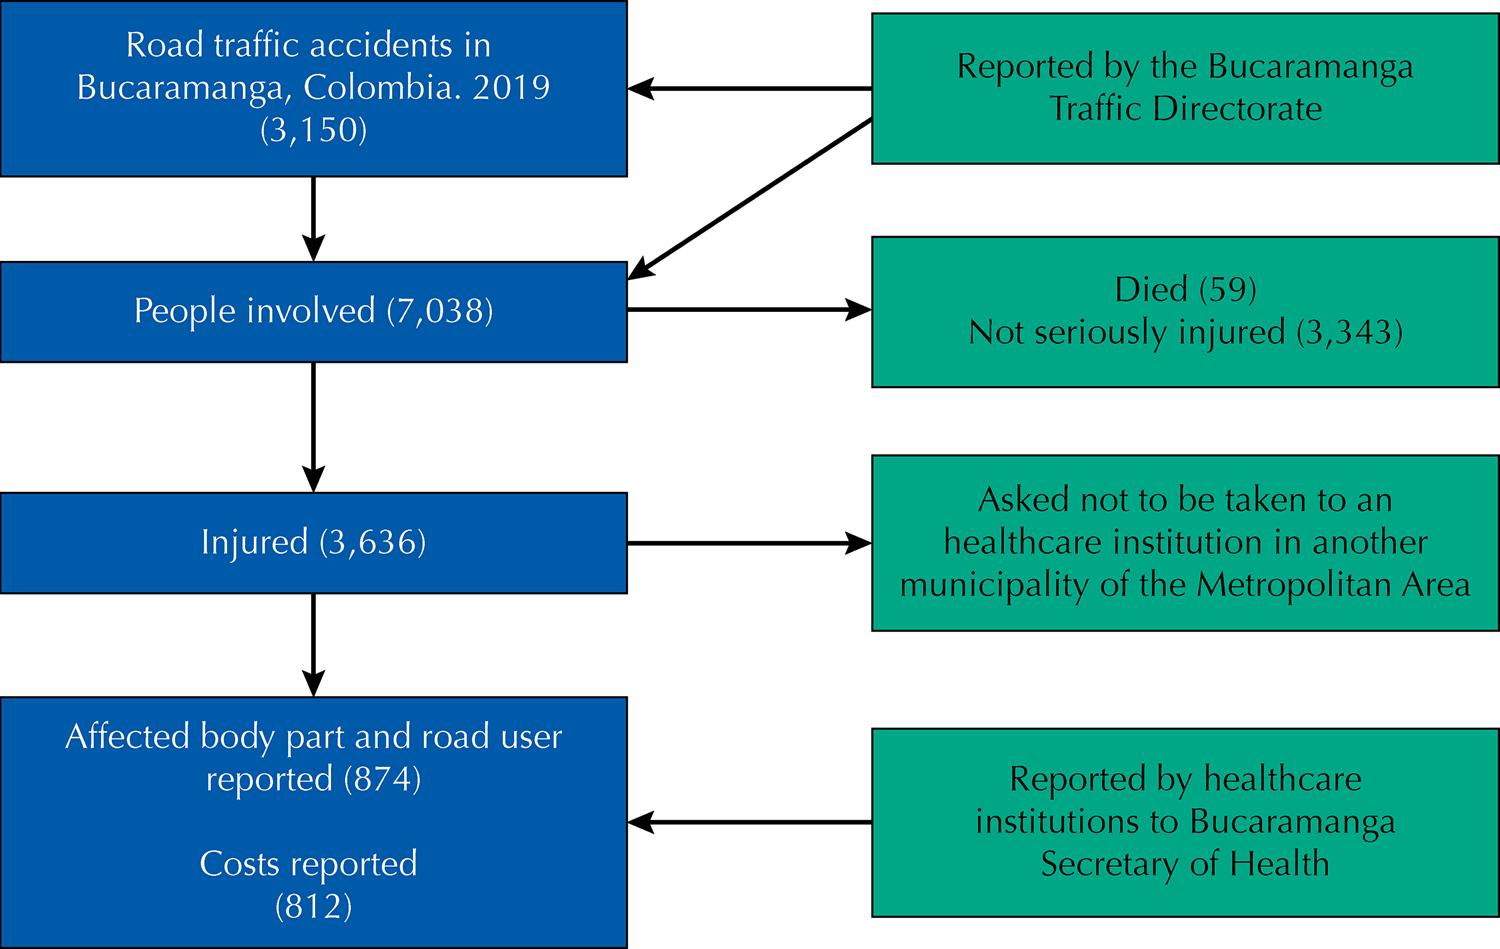 Road traffic accidents in
Bucaramanga, Colombia. 2019
(3,150)
Reported by the Bucaramanga
Traffic Directorate
People involved (7,038)
Died (59)
Not seriously injured (3,343)
Injured (3,636)
Asked not to be taken to an
healthcare institution in another
municipality of the Metropolitan Area
Affected body part and road user
reported (874)
Costs reported
(812)
Reported by healthcare
institutions to Bucaramanga
Secretary of Health